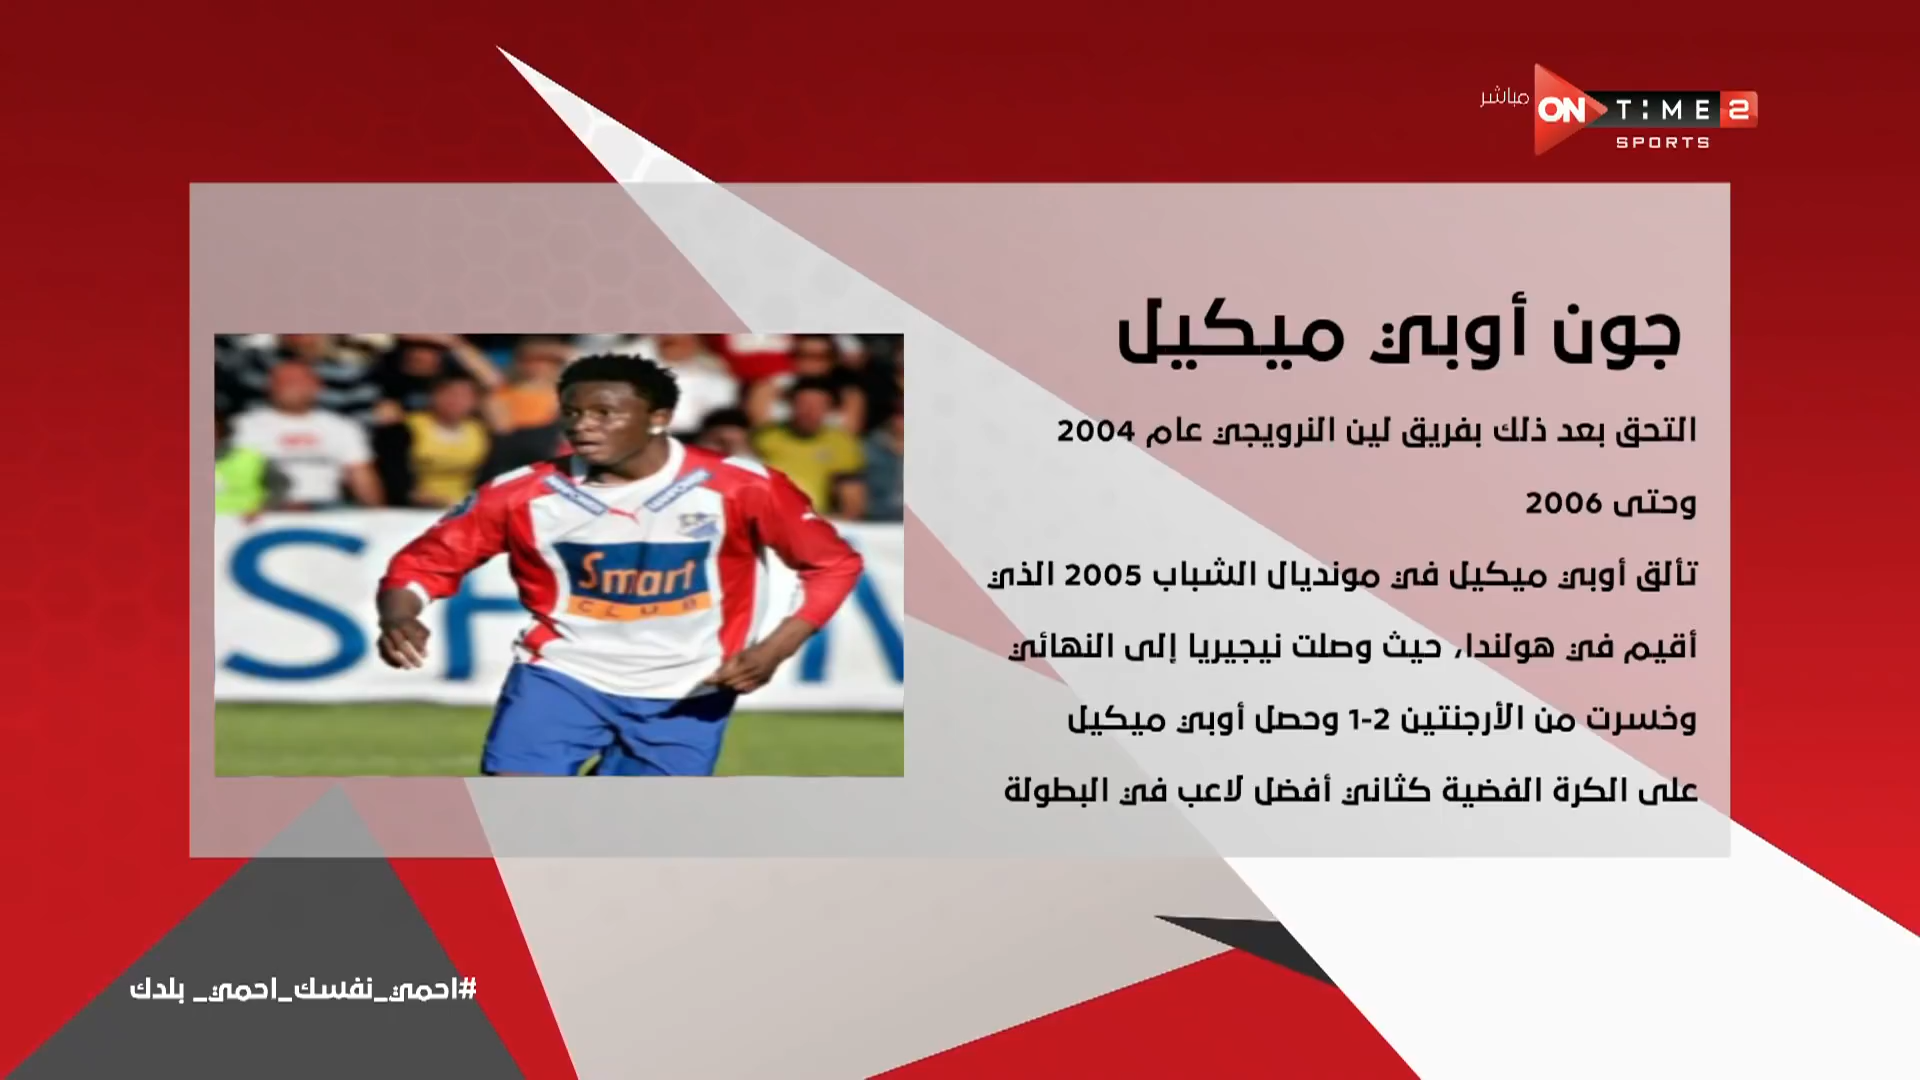 مباشر
ON TIME 2
SPORTS
جون أوبي ميكيل
التحق بعد ذلك بفريق لين النرويجي عام 2004
وحتى 2006
تألق أوبي ميكيل في مونديال الشباب 2005 الذي
أقيم في هولندا، حيث وصلت نيجيريا إلى النهائي
وخسرت من الأرجنتين 2-1 وحصل أوبي ميكيل
على الكرة الفضية كثاني أفضل لاعب في البطولة
Smart
CLUB
#احمي_نفسك_احمي_ بلدك